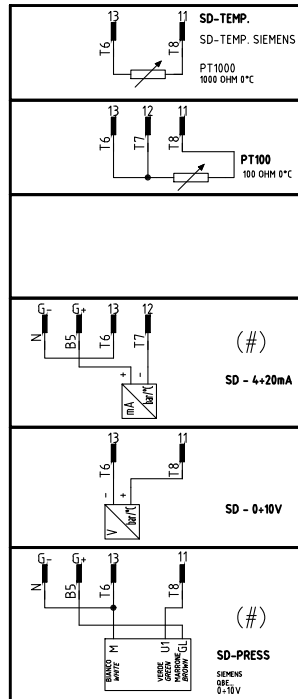 13 11 SD-TEMP.
SD-TEMP. SIEMENS
T6 T8
PT1000
1000 OHM 0°C
13 12 11
T6 T7 T8
PT100
100 OHM 0°C
G- G+ 13 12
N B5 T6 T7
(#)
+ -
mA bar/°C
SD - 4÷20mA
13 11
T6 T8
- +
V bar/°C
SD - 0÷10V
G- G+ 13 11
N B5 T6 T8
(#)
M U1 GL
BIANCO VERDE MARRONE
WHITE GREEN BROWN
SD-PRESS
SIEMENS
QBE...
0÷10V